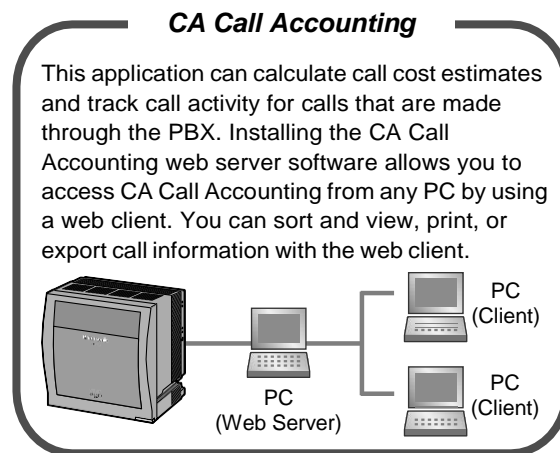 CA Call Accounting
This application can calculate call cost estimates
and track call activity for calls that are made
through the PBX. Installing the CA Call
Accounting web server software allows you to
access CA Call Accounting from any PC by using
a web client. You can sort and view, print, or
export call information with the web client.
PC
(Client)
PC
(Web Server)
PC
(Client)